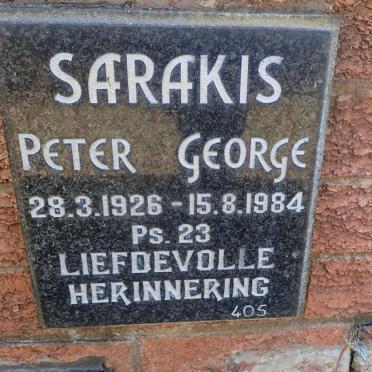 SARAKIS
PETER GEORGE
28.3.1926 - 15.8.1984
Ps. 23
LIEFDEVOLLE
HERINNERING
405